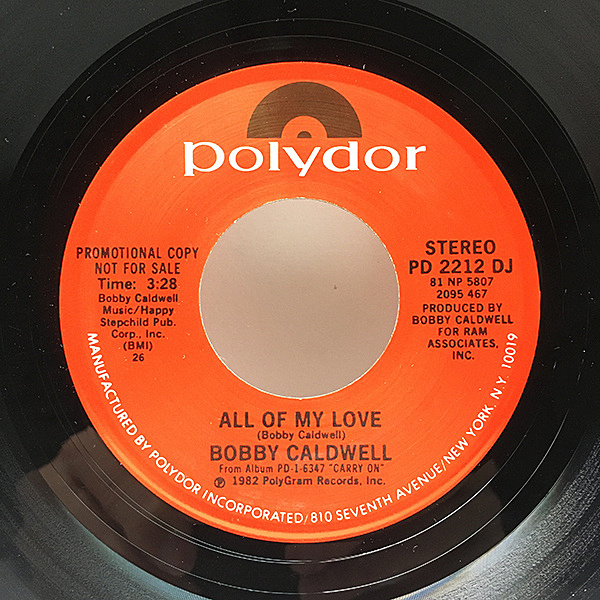 polydor
PROMOTIONAL COPY
NOT FOR SALE
Time: 3:28
Bobby Caldwell
Music/Happy
Stepchild Pub.
Corp., Inc.
(BMI)
26
STEREO
PD 2212 DJ
81 NP 5807
2095 467
PRODUCED BY
BOBBY CALDWELL
FOR RAM
ASSOCIATES,
INC.
ALL OF MY LOVE
(Bobby Caldwell)
BOBBY CALDWELL
From Album PD-1-6347 "CARRY ON"
℗ 1982 PolyGram Records, Inc.
MANUFACTURED BY POLYDOR INCORPORATED/810 SEVENTH AVENUE/NEW YORK. N.Y. 10019